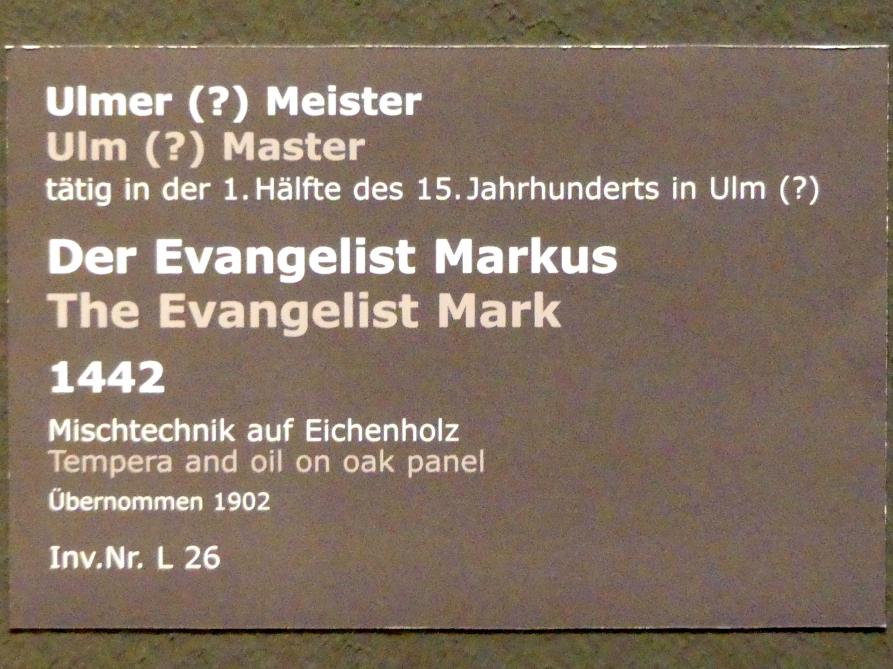 Ulmer (?) Meister
Ulm (?) Master
tätig in der 1. Hälfte des 15. Jahrhunderts in Ulm (?)
Der Evangelist Markus
The Evangelist Mark
1442
Mischtechnik auf Eichenholz
Tempera and oil on oak panel
Übernommen 1902
Inv.Nr. L 26